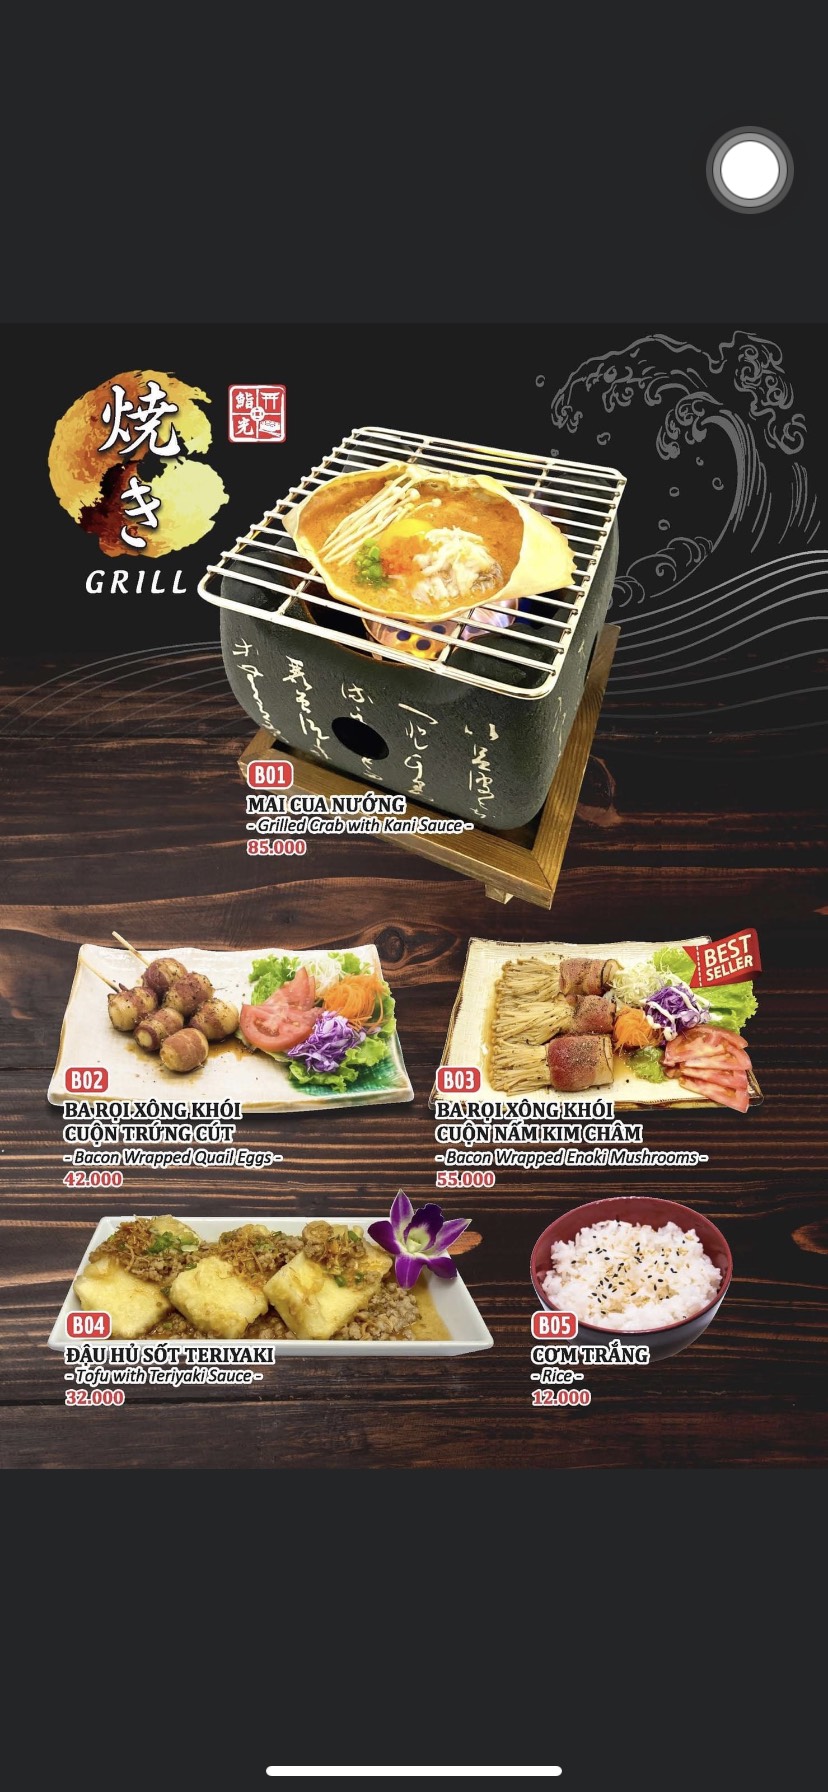 焼き
GRILL
鮨
光
B01
MAI CUA NƯỚNG
- Grilled Crab with Kani Sauce -
85.000
BEST
SELLER
B02
BA RỌI XÔNG KHÓI
CUỘN TRỨNG CÚT
- Bacon Wrapped Quail Eggs -
42.000
B03
BA RỌI XÔNG KHÓI
CUỘN NẤM KIM CHÂM
- Bacon Wrapped Enoki Mushrooms -
55.000
B04
ĐẬU HỦ SỐT TERIYAKI
- Tofu with Teriyaki Sauce -
32.000
B05
CƠM TRẮNG
- Rice -
12.000